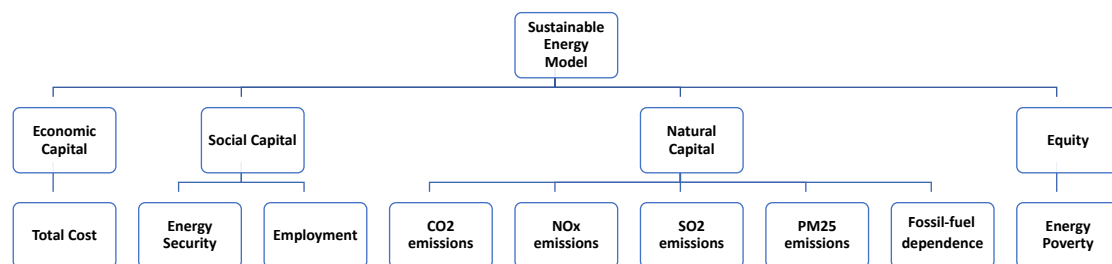 Sustainable
Energy
Model
Economic
Capital
Social Capital
Natural
Capital
Equity
Total Cost
Energy
Security
Employment
CO2
emissions
NOx
emissions
SO2
emissions
PM25
emissions
Fossil-fuel
dependence
Energy
Poverty